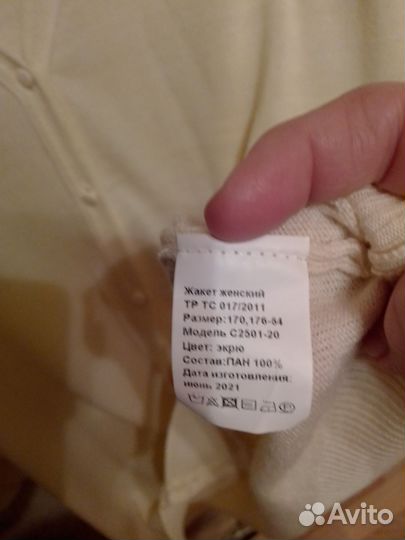 Жакет женский
ТР ТС 017/2011
Размер:170,176-54
Модель С2501-20
Цвет: экрю
Состав:ПАН 100%
Дата изготовления:
июнь 2021
Avito